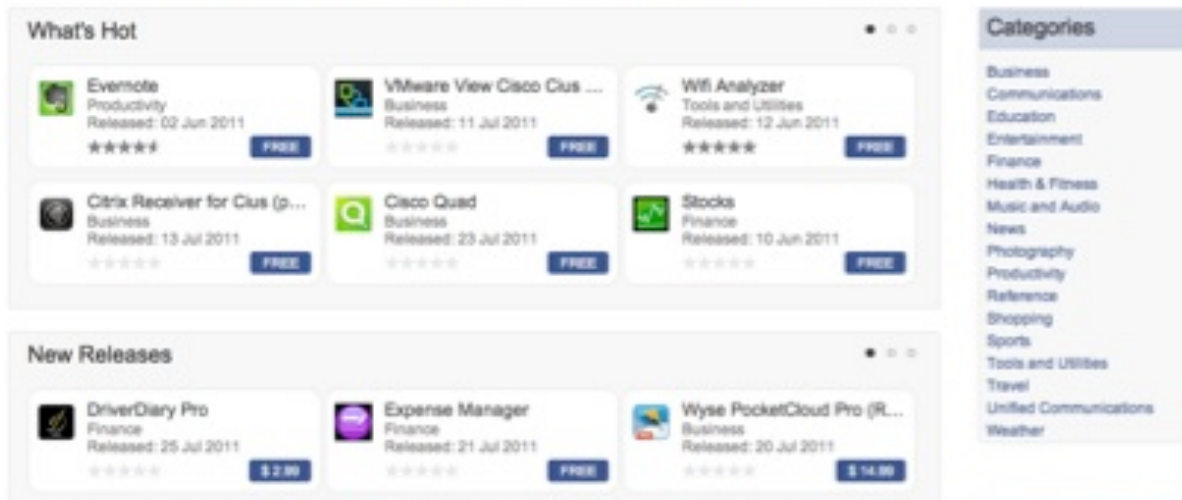 What's Hot
Evernote
Productivity
Released: 02 Jun 2011
FREE
VMware View Cisco Cius ...
Business
Released: 11 Jul 2011
FREE
Wifi Analyzer
Tools and Utilities
Released: 12 Jun 2011
FREE
Citrix Receiver for Cius (p...
Business
Released: 13 Jul 2011
FREE
Cisco Quad
Business
Released: 23 Jul 2011
FREE
Stocks
Finance
Released: 10 Jun 2011
FREE
New Releases
DriverDiary Pro
Finance
Released: 25 Jul 2011
$ 2.99
Expense Manager
Finance
Released: 21 Jul 2011
FREE
Wyse PocketCloud Pro (R...
Business
Released: 20 Jul 2011
$ 14.99
Categories
Business
Communications
Education
Entertainment
Finance
Health & Fitness
Music and Audio
News
Photography
Productivity
Reference
Shopping
Sports
Tools and Utilities
Travel
Unified Communications
Weather